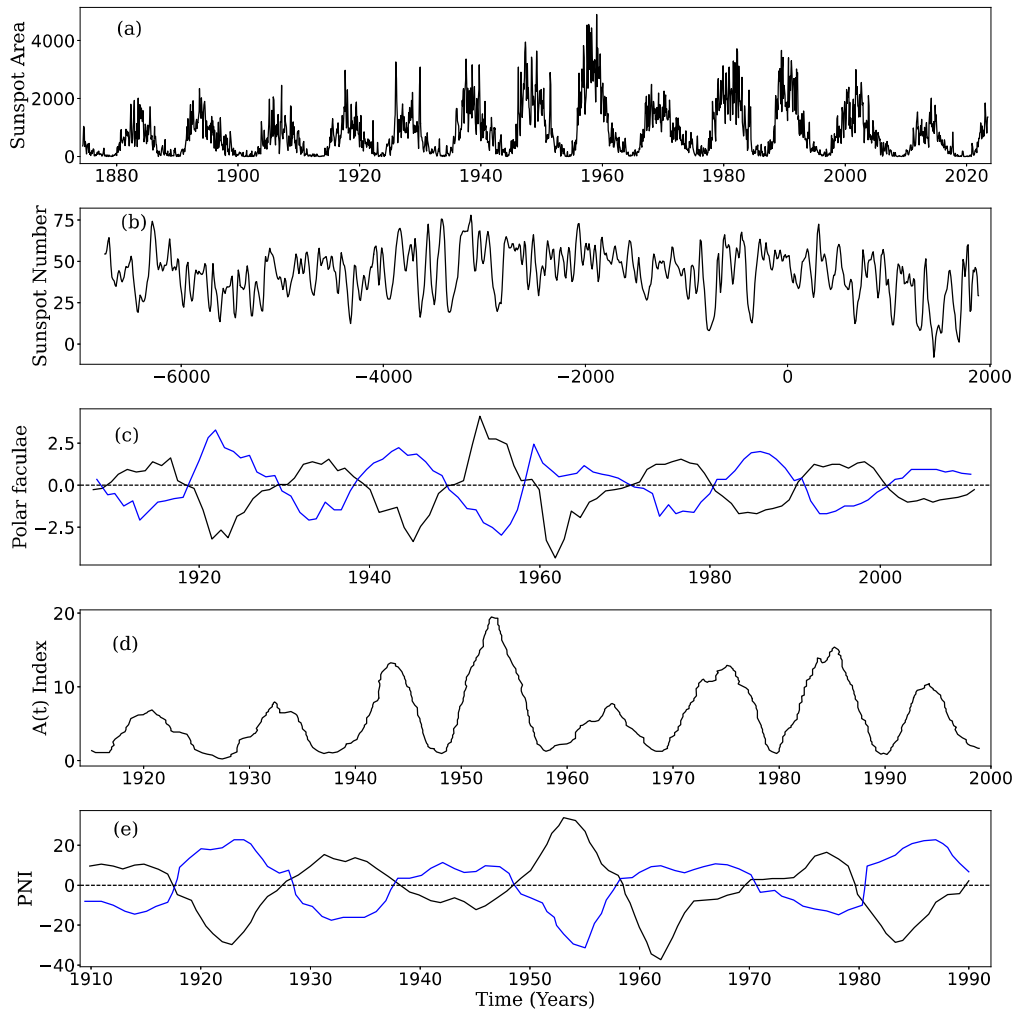 (a)
Sunspot Area
4000
2000
0
1880 1900 1920 1940 1960 1980 2000 2020
(b)
Sunspot Number
75
50
25
0
−6000 −4000 −2000 0 2000
(c)
Polar faculae
2.5
0.0
−2.5
1920 1940 1960 1980 2000
(d)
A(t) Index
20
10
0
1920 1930 1940 1950 1960 1970 1980 1990 2000
(e)
PNI
20
0
−20
−40
1910 1920 1930 1940 1950 1960 1970 1980 1990
Time (Years)